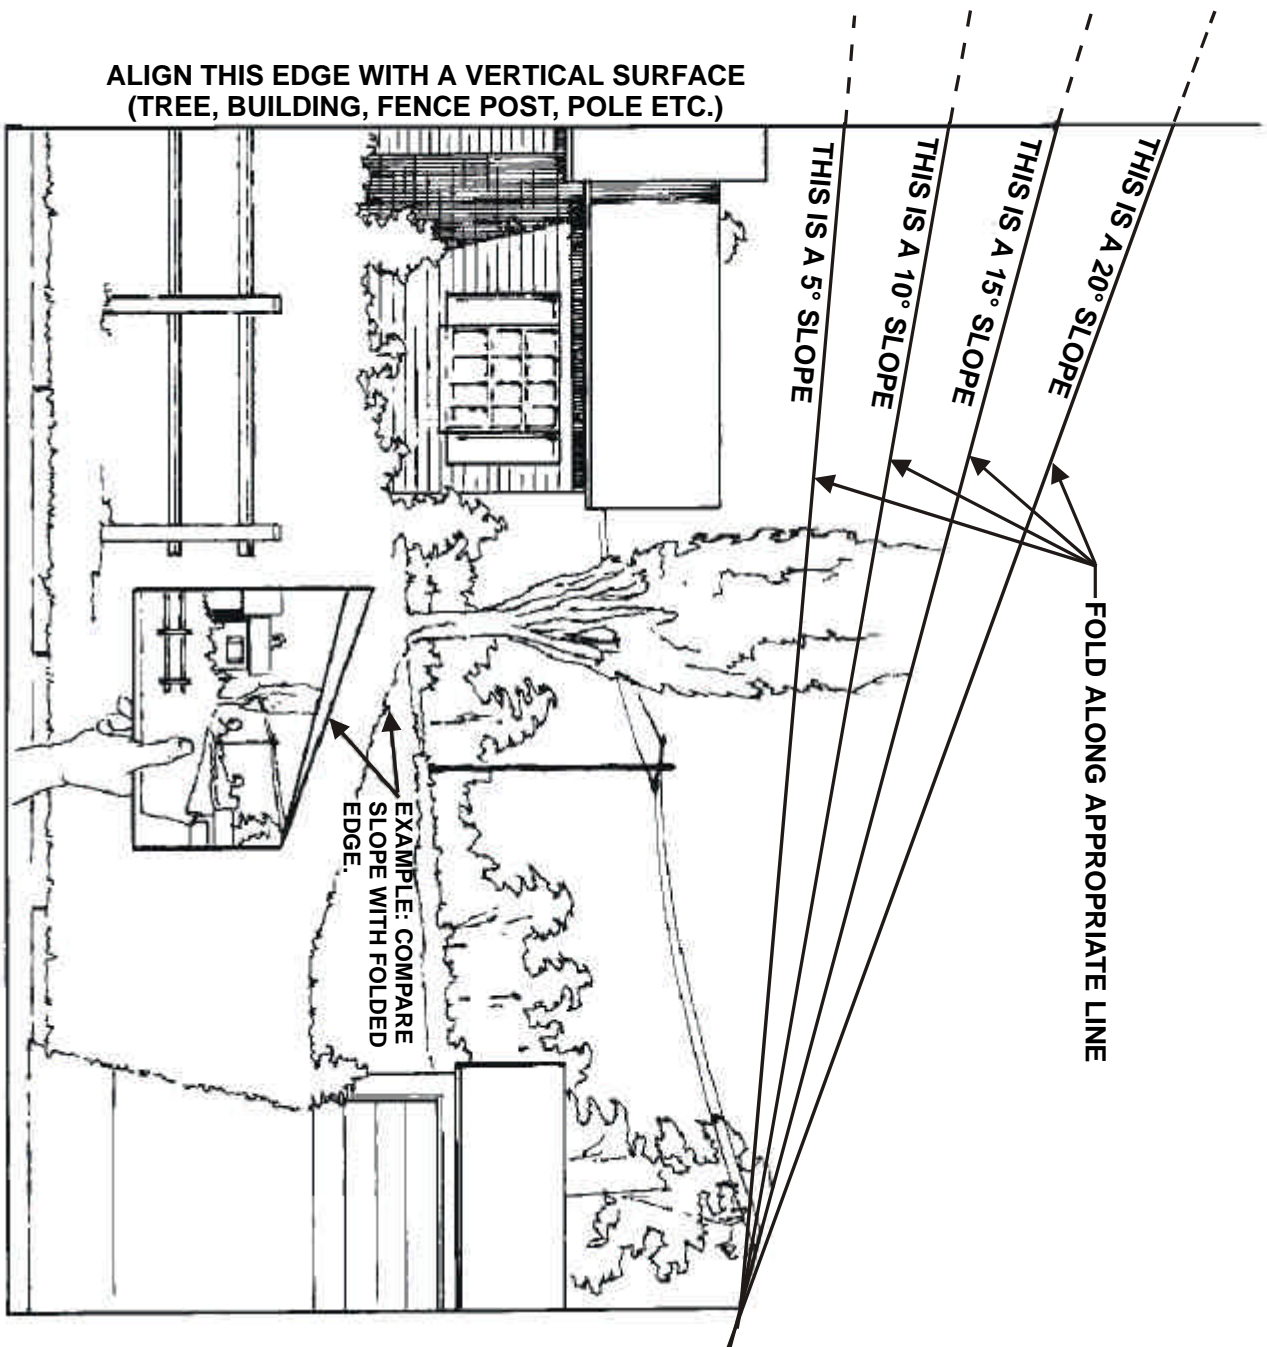 ALIGN THIS EDGE WITH A VERTICAL SURFACE
(TREE, BUILDING, FENCE POST, POLE ETC.)
THIS IS A 5° SLOPE
THIS IS A 10° SLOPE
THIS IS A 15° SLOPE
THIS IS A 20° SLOPE
FOLD ALONG APPROPRIATE LINE
EXAMPLE: COMPARE
SLOPE WITH FOLDED
EDGE.